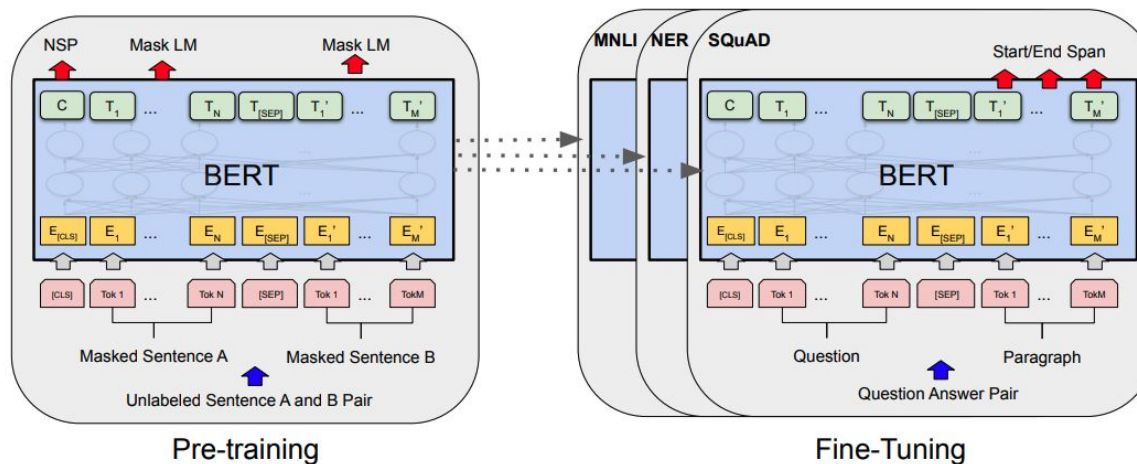 NSP Mask LM Mask LM
C T1 ... TN T[SEP] T1' ... TM'
BERT
...
E[CLS] E1 ... EN E[SEP] E1' ... EM'
[CLS] Tok 1 ... Tok N [SEP] Tok 1 ... TokM
Masked Sentence A Masked Sentence B
Unlabeled Sentence A and B Pair
Pre-training
MNLI NER SQuAD
Start/End Span
C T1 ... TN T[SEP] T1' ... TM'
BERT
...
E[CLS] E1 ... EN E[SEP] E1' ... EM'
[CLS] Tok 1 ... Tok N [SEP] Tok 1 ... TokM
Question Paragraph
Question Answer Pair
Fine-Tuning